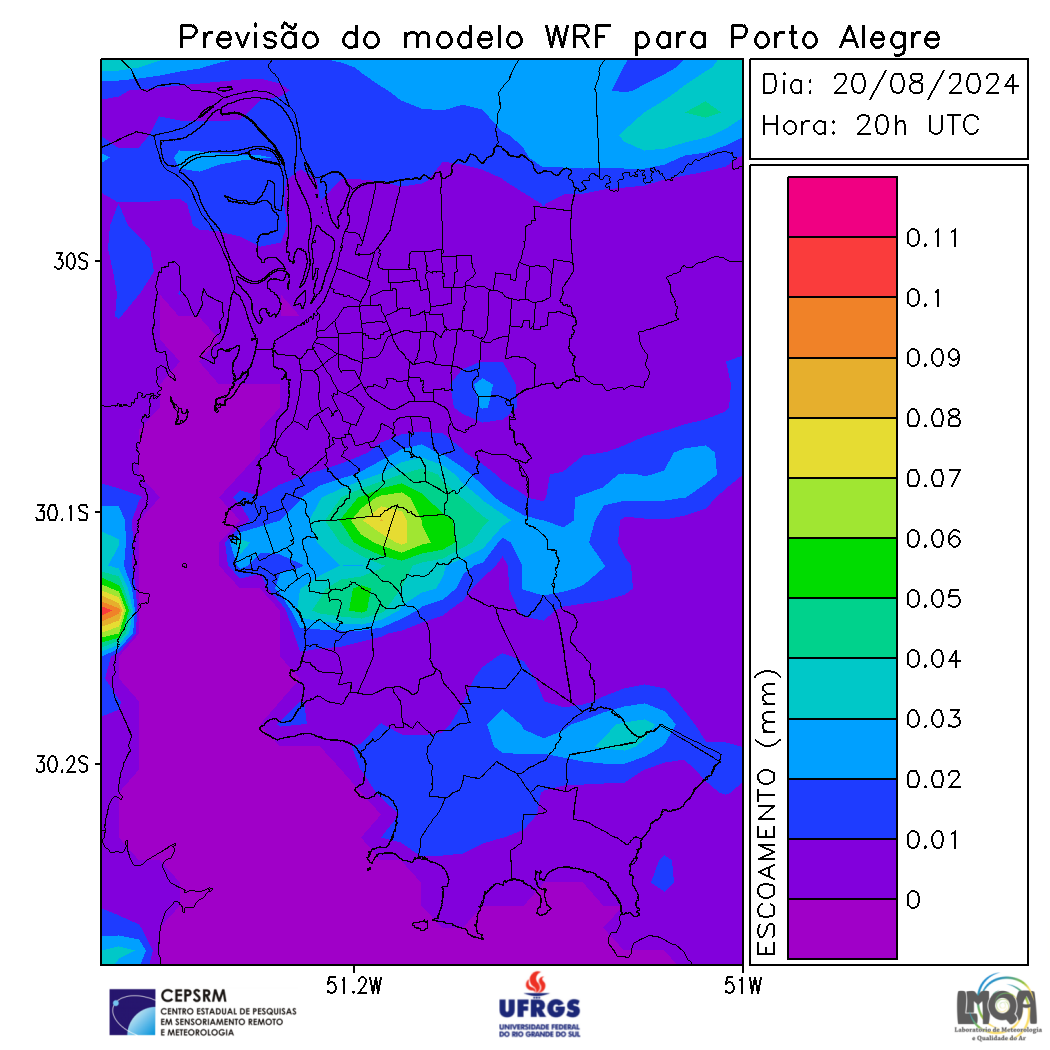 Previsão do modelo WRF para Porto Alegre
Dia: 20/08/2024
Hora: 20h UTC
30S
30.1S
30.2S
51.2W
51W
0.11
0.1
0.09
0.08
0.07
0.06
0.05
0.04
0.03
0.02
0.01
0
ESCOAMENTO (mm)
CEPSRM
CENTRO ESTADUAL DE PESQUISAS
EM SENSORIAMENTO REMOTO
E METEOROLOGIA
UFRGS
UNIVERSIDADE FEDERAL
DO RIO GRANDE DO SUL
LMQA
Laboratório de Meteorologia
e Qualidade do Ar